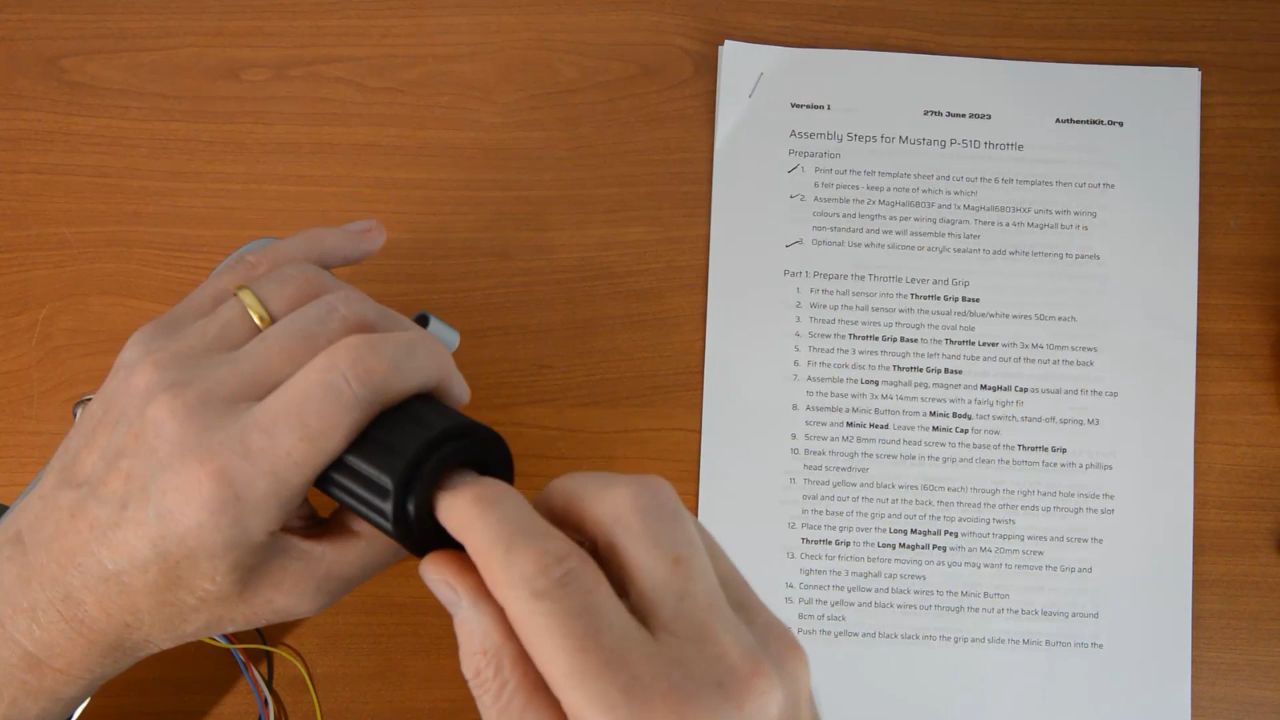 Version 1
27th June 2023
AuthentiKit.Org
Assembly Steps for Mustang P-51D throttle
Preparation
1. Print out the felt template sheet and cut out the 6 felt templates then cut out the
6 felt pieces - keep a note of which is which!
2. Assemble the 2x MagHall6803F and 1x MagHall6803HXF units with wiring
colours and lengths as per wiring diagram. There is a 4th MagHall but it is
non-standard and we will assemble this later
3. Optional: Use white silicone or acrylic sealant to add white lettering to panels
Part 1: Prepare the Throttle Lever and Grip
1. Fit the hall sensor into the Throttle Grip Base
2. Wire up the hall sensor with the usual red/blue/white wires 50cm each.
3. Thread these wires up through the oval hole
4. Screw the Throttle Grip Base to the Throttle Lever with 3x M4 10mm screws
5. Thread the 3 wires through the left hand tube and out of the nut at the back
6. Fit the cork disc to the Throttle Grip Base
7. Assemble the Long maghall peg, magnet and MagHall Cap as usual and fit the cap
to the base with 3x M4 14mm screws with a fairly tight fit
8. Assemble a Minic Button from a Minic Body, tact switch, stand-off, spring, M3
screw and Minic Head. Leave the Minic Cap for now.
9. Screw an M2 8mm round head screw to the base of the Throttle Grip
10. Break through the screw hole in the grip and clean the bottom face with a phillips
head screwdriver
11. Thread yellow and black wires (60cm each) through the right hand hole inside the
oval and out of the nut at the back, then thread the other ends up through the slot
in the base of the grip and out of the top avoiding twists
12. Place the grip over the Long Maghall Peg without trapping wires and screw the
Throttle Grip to the Long Maghall Peg with an M4 20mm screw
13. Check for friction before moving on as you may want to remove the Grip and
tighten the 3 maghall cap screws
14. Connect the yellow and black wires to the Minic Button
15. Pull the yellow and black wires out through the nut at the back leaving around
8cm of slack
Push the yellow and black slack into the grip and slide the Minic Button into the